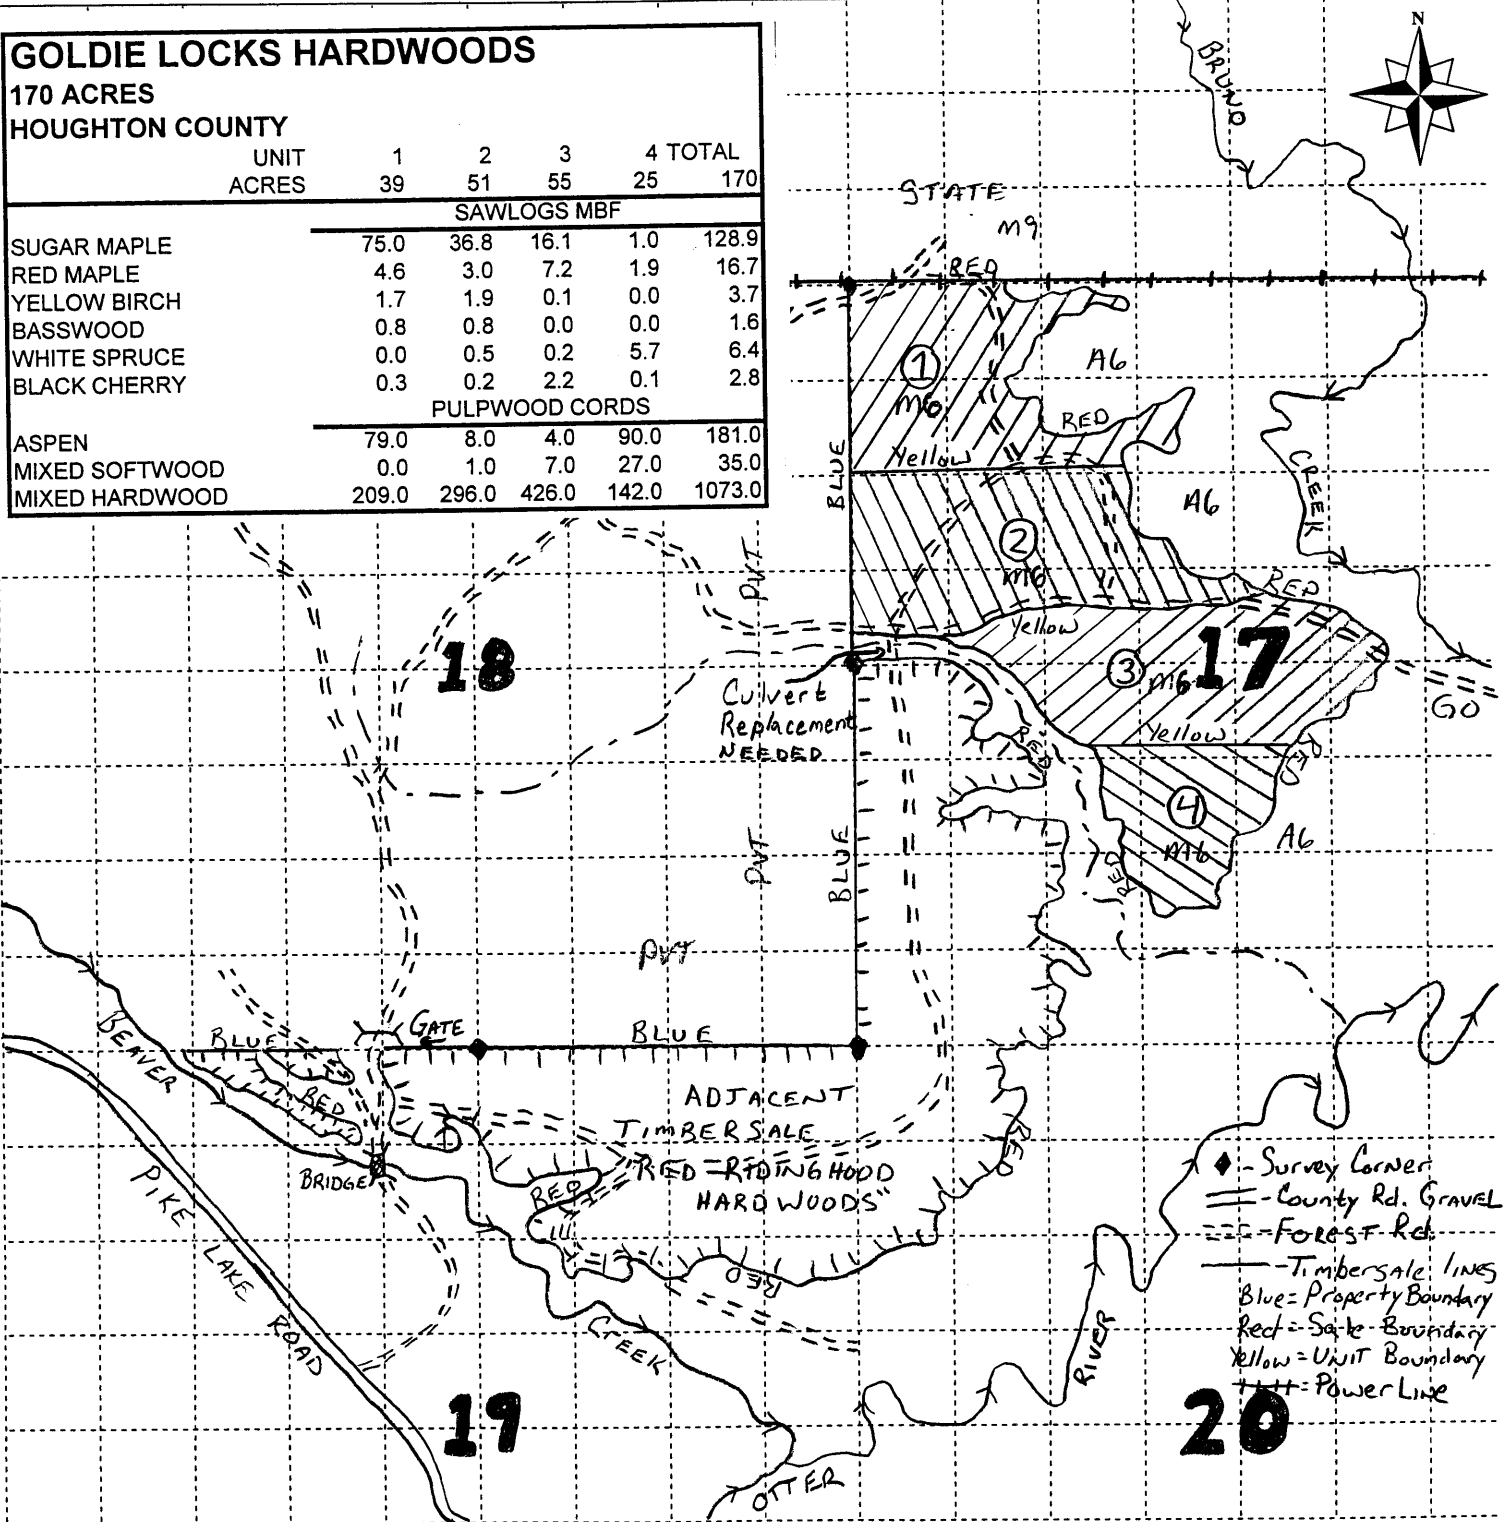 GOLDIE LOCKS HARDWOODS
170 ACRES
HOUGHTON COUNTY
UNIT 1 2 3 4 TOTAL
ACRES 39 51 55 25 170
SAWLOGS MBF
SUGAR MAPLE 75.0 36.8 16.1 1.0 128.9
RED MAPLE 4.6 3.0 7.2 1.9 16.7
YELLOW BIRCH 1.7 1.9 0.1 0.0 3.7
BASSWOOD 0.8 0.8 0.0 0.0 1.6
WHITE SPRUCE 0.0 0.5 0.2 5.7 6.4
BLACK CHERRY 0.3 0.2 2.2 0.1 2.8
PULPWOOD CORDS
ASPEN 79.0 8.0 4.0 90.0 181.0
MIXED SOFTWOOD 0.0 1.0 7.0 27.0 35.0
MIXED HARDWOOD 209.0 296.0 426.0 142.0 1073.0
N
BRUNO
STATE
M9
RED
1
M6
A6
RED
Yellow
BLUE
CREEK
A6
2
M6
PVT
RED
Yellow
18
3
M6
17
GO
Culvert
Replacement
NEEDED
RED
Yellow
RED
4
M6
A6
PVT
BLUE
RED
PVT
BEAVER
BLUE
GATE
BLUE
RED
ADJACENT
TIMBERSALE
RED RIDING HOOD
HARDWOODS"
RED
BRIDGE
RED
RED
PIKE
LAKE
ROAD
CREEK
RIVER
OTTER
19
20
- Survey Corner
- County Rd. GRAVEL
- FOREST Rd.
- Timbersale lines
Blue = Property Boundary
Red = Sale Boundary
Yellow = UNIT Boundary
= Power Line